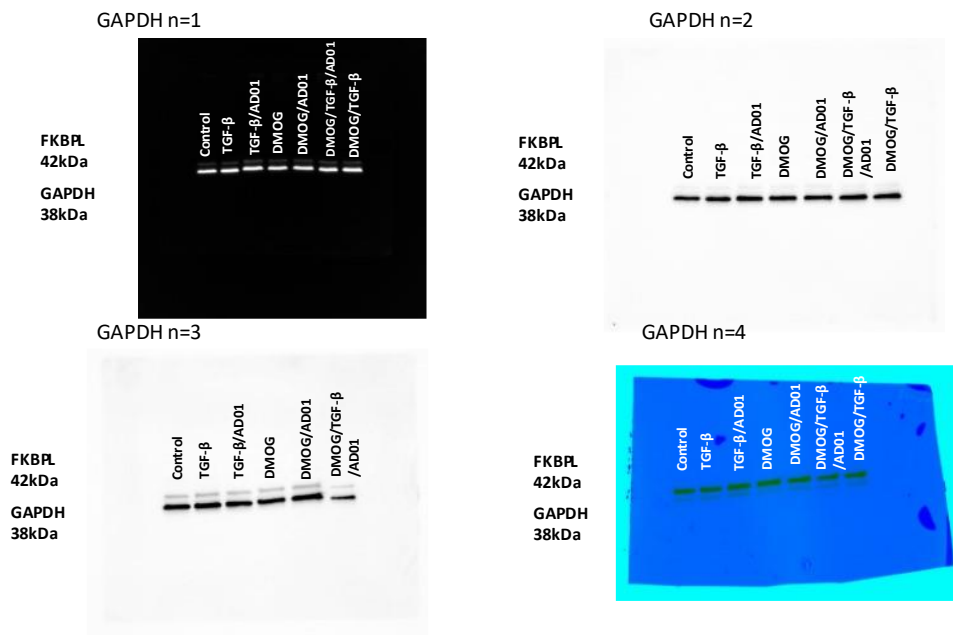 GAPDH n=1
FKBPL
42kDa
GAPDH
38kDa
Control
TGF-β
TGF-β/AD01
DMOG
DMOG/AD01
DMOG/TGF-β/AD01
DMOG/TGF-β
GAPDH n=2
FKBPL
42kDa
GAPDH
38kDa
Control
TGF-β
TGF-β/AD01
DMOG
DMOG/AD01
DMOG/TGF-β
/AD01
DMOG/TGF-β
GAPDH n=3
FKBPL
42kDa
GAPDH
38kDa
Control
TGF-β
TGF-β/AD01
DMOG
DMOG/AD01
DMOG/TGF-β
/AD01
GAPDH n=4
FKBPL
42kDa
GAPDH
38kDa
Control
TGF-β
TGF-β/AD01
DMOG
DMOG/AD01
DMOG/TGF-β
/AD01
DMOG/TGF-β